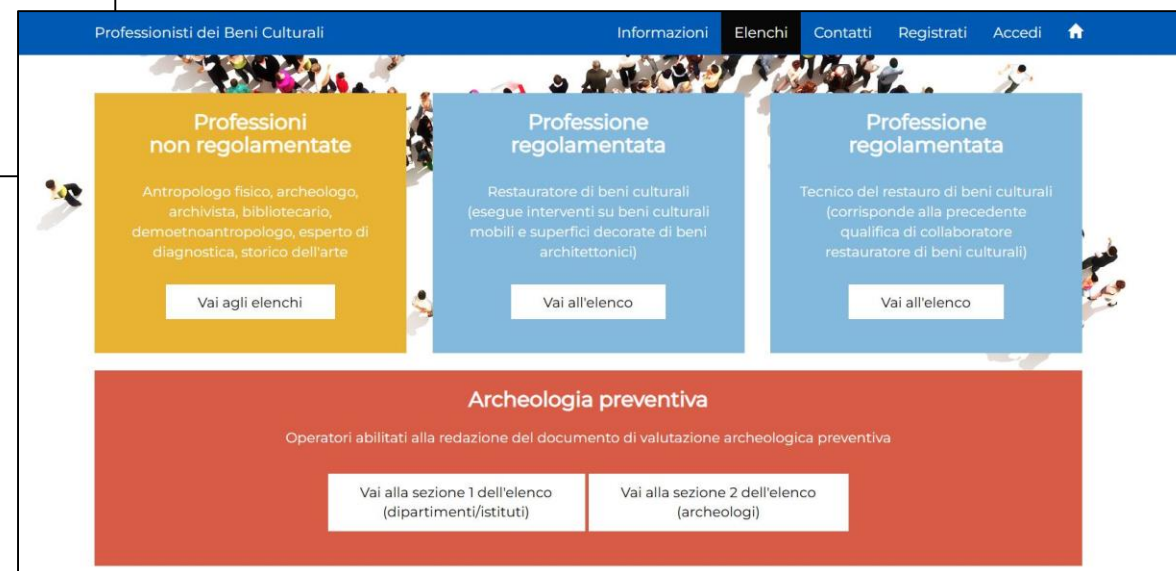 Professionisti dei Beni Culturali
Informazioni
Elenchi
Contatti
Registrati
Accedi
Professioni
non regolamentate
Antropologo fisico, archeologo,
archivista, bibliotecario,
demoetnoantropologo, esperto di
diagnostica, storico dell'arte
Vai agli elenchi
Professione
regolamentata
Restauratore di beni culturali
(esegue interventi su beni culturali
mobili e superfici decorate di beni
architettonici)
Vai all'elenco
Professione
regolamentata
Tecnico del restauro di beni culturali
(corrisponde alla precedente
qualifica di collaboratore
restauratore di beni culturali)
Vai all'elenco
Archeologia preventiva
Operatori abilitati alla redazione del documento di valutazione archeologica preventiva
Vai alla sezione 1 dell'elenco
(dipartimenti/istituti)
Vai alla sezione 2 dell'elenco
(archeologi)